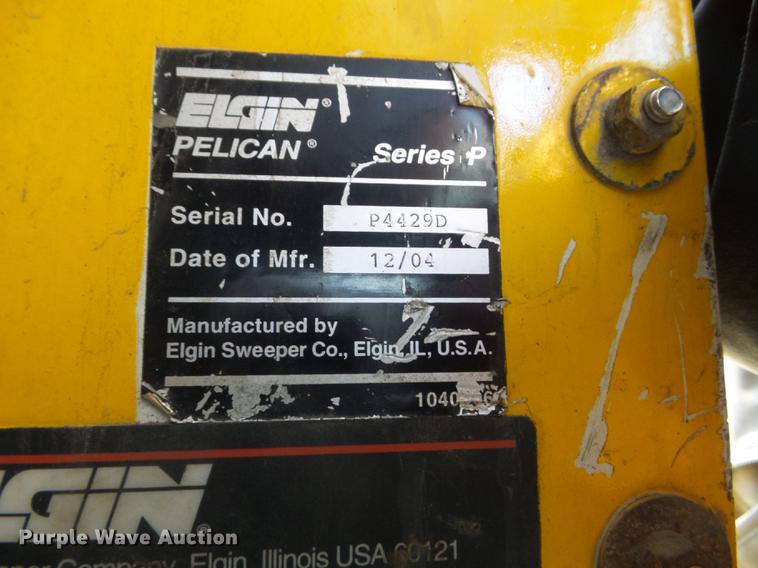 ELGIN®
PELICAN® Series P
Serial No. P4429D
Date of Mfr. 12/04
Manufactured by
Elgin Sweeper Co., Elgin, IL, U.S.A.
ELGIN®
Company, Elgin, Illinois USA 60121
Purple Wave Auction